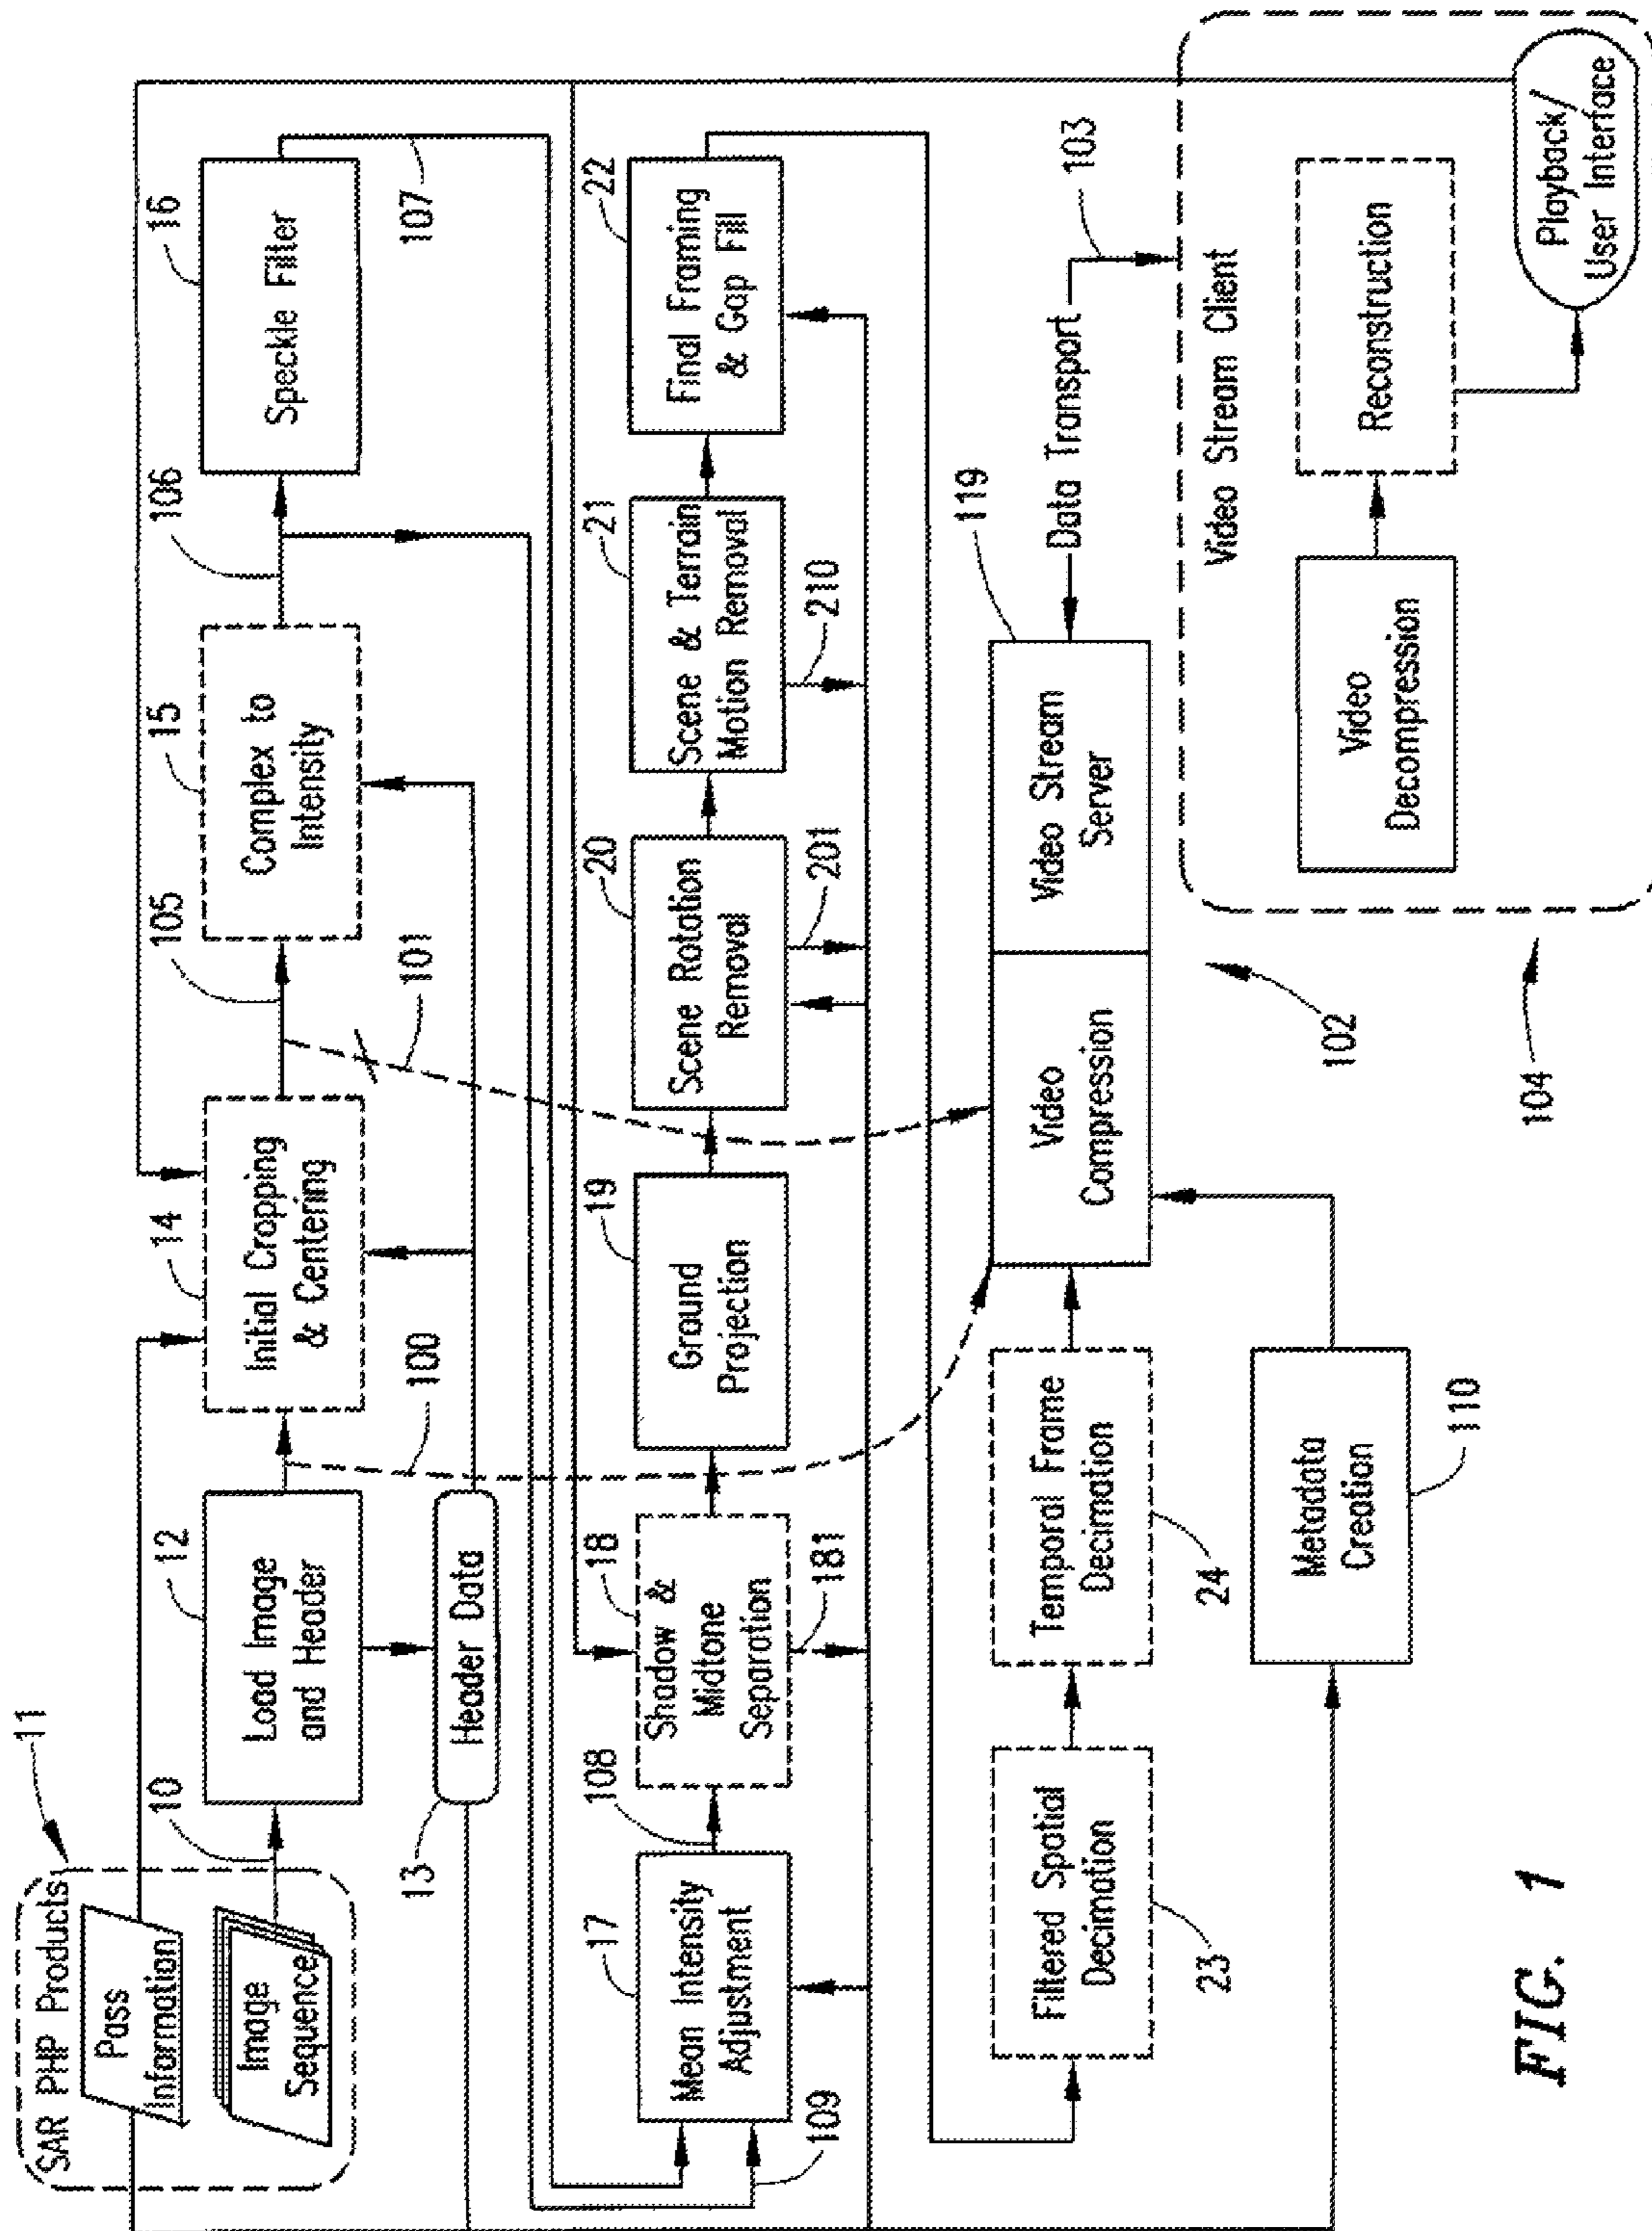 11
SAR PHP Products
Pass
Information
Image
Sequence
10
12
Load Image
and Header
13
Header Data
100
14
Initial Cropping
& Centering
105
101
15
Complex to
Intensity
106
16
Speckle Filter
107
109
17
Mean Intensity
Adjustment
108
18
Shadow &
Midtone
Separation
181
19
Ground
Projection
20
Scene Rotation
Removal
201
21
Scene & Terrain
Motion Removal
210
22
Final Framing
& Gap Fill
Filtered Spatial
Decimation
23
Temporal Frame
Decimation
24
Video
Compression
Video Stream
Server
119
102
Data Transport
103
Metadata
Creation
110
Video Stream Client
Video
Decompression
Reconstruction
Playback/
User Interface
104
FIG. 1